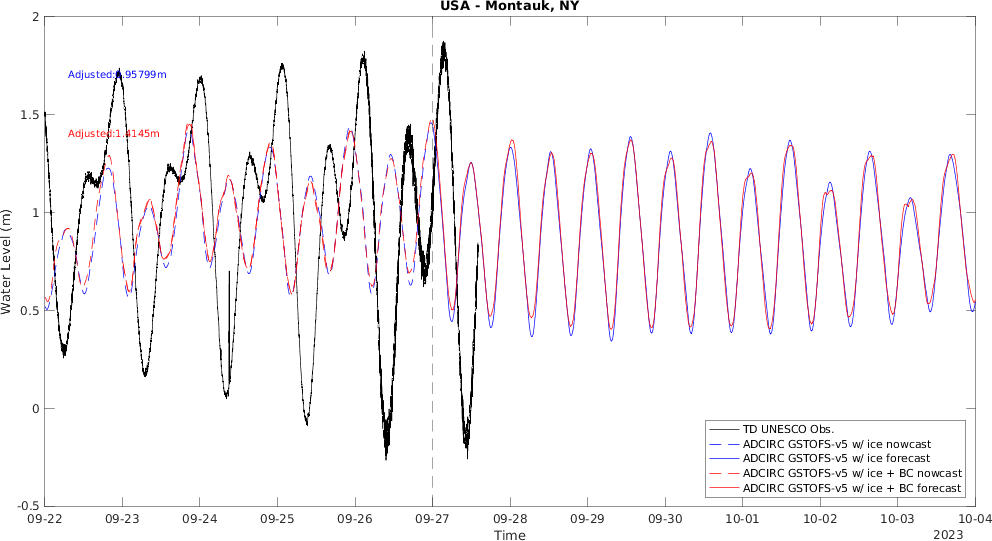 USA - Montauk, NY
2
1.5
1
0.5
0
-0.5
Water Level (m)
Adjusted:1.4145m
TD UNESCO Obs.
ADCIRC GSTOFS-v5 w/ ice nowcast
ADCIRC GSTOFS-v5 w/ ice forecast
ADCIRC GSTOFS-v5 w/ ice + BC nowcast
ADCIRC GSTOFS-v5 w/ ice + BC forecast
09-22 09-23 09-24 09-25 09-26 09-27 09-28 09-29 09-30 10-01 10-02 10-03 10-04
Time
2023